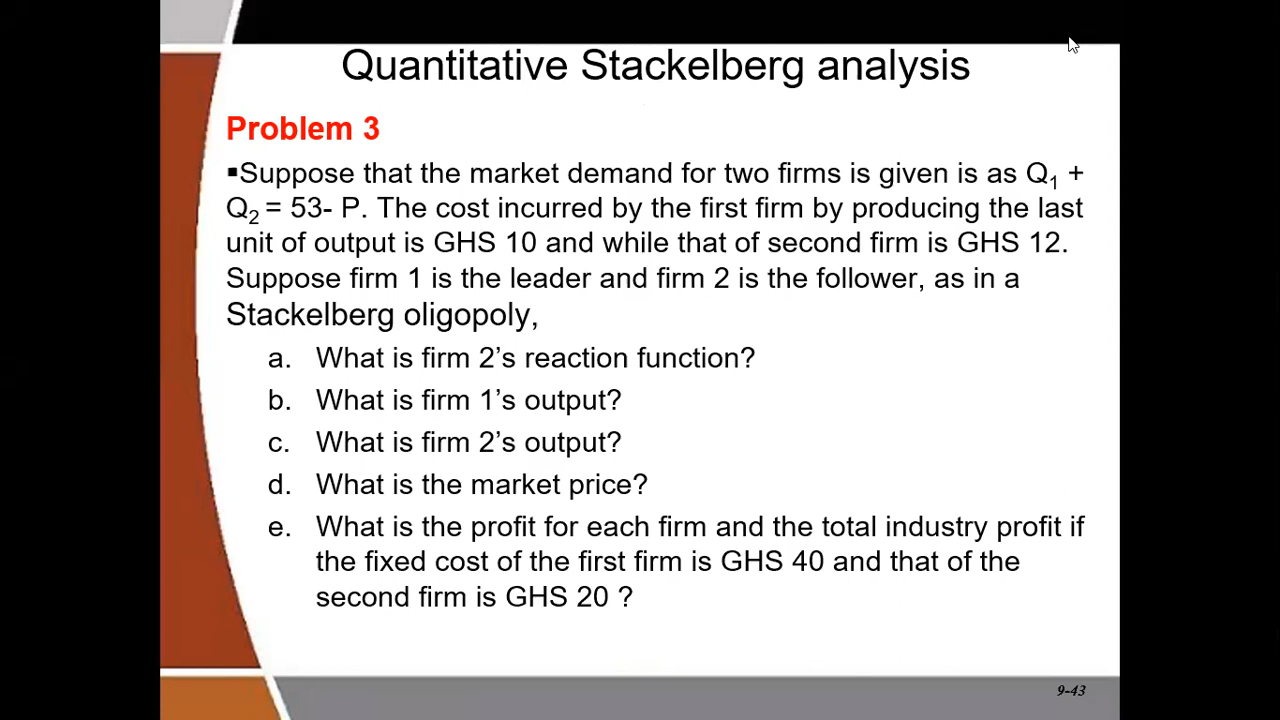 Quantitative Stackelberg analysis
Problem 3
▪Suppose that the market demand for two firms is given is as Q₁ +
Q₂ = 53- P. The cost incurred by the first firm by producing the last
unit of output is GHS 10 and while that of second firm is GHS 12.
Suppose firm 1 is the leader and firm 2 is the follower, as in a
Stackelberg oligopoly,
a. What is firm 2’s reaction function?
b. What is firm 1’s output?
c. What is firm 2’s output?
d. What is the market price?
e. What is the profit for each firm and the total industry profit if
the fixed cost of the first firm is GHS 40 and that of the
second firm is GHS 20 ?
9-43